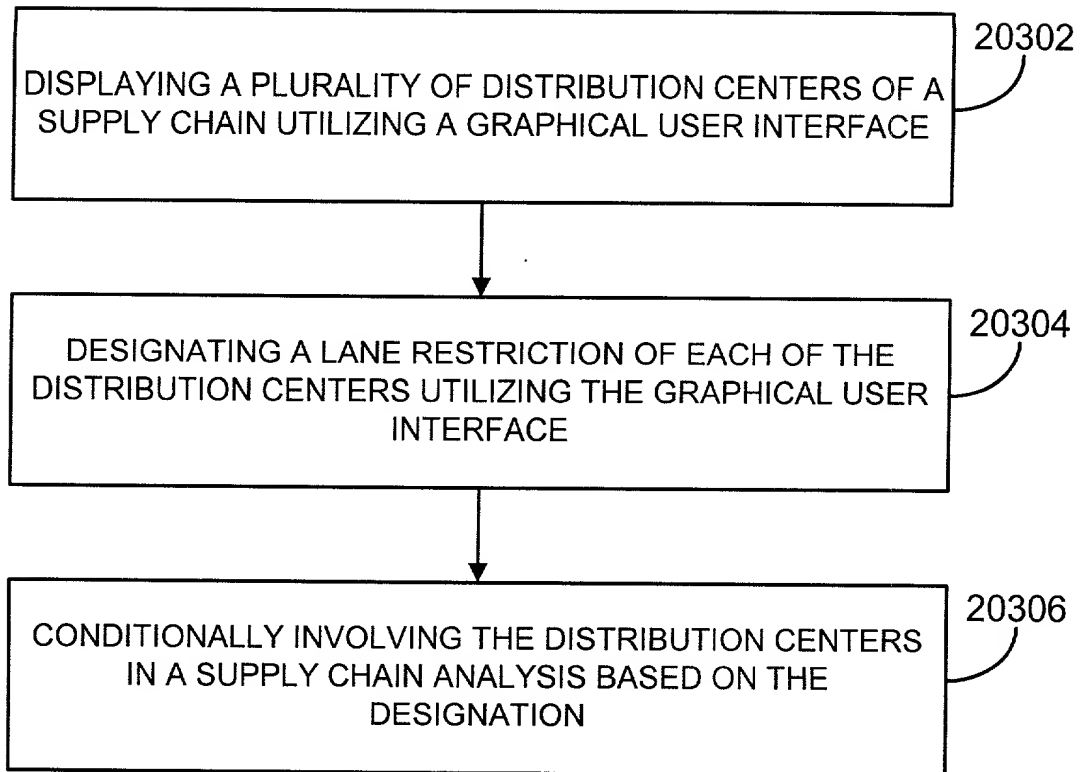 20302
DISPLAYING A PLURALITY OF DISTRIBUTION CENTERS OF A
SUPPLY CHAIN UTILIZING A GRAPHICAL USER INTERFACE
20304
DESIGNATING A LANE RESTRICTION OF EACH OF THE
DISTRIBUTION CENTERS UTILIZING THE GRAPHICAL USER
INTERFACE
20306
CONDITIONALLY INVOLVING THE DISTRIBUTION CENTERS
IN A SUPPLY CHAIN ANALYSIS BASED ON THE
DESIGNATION